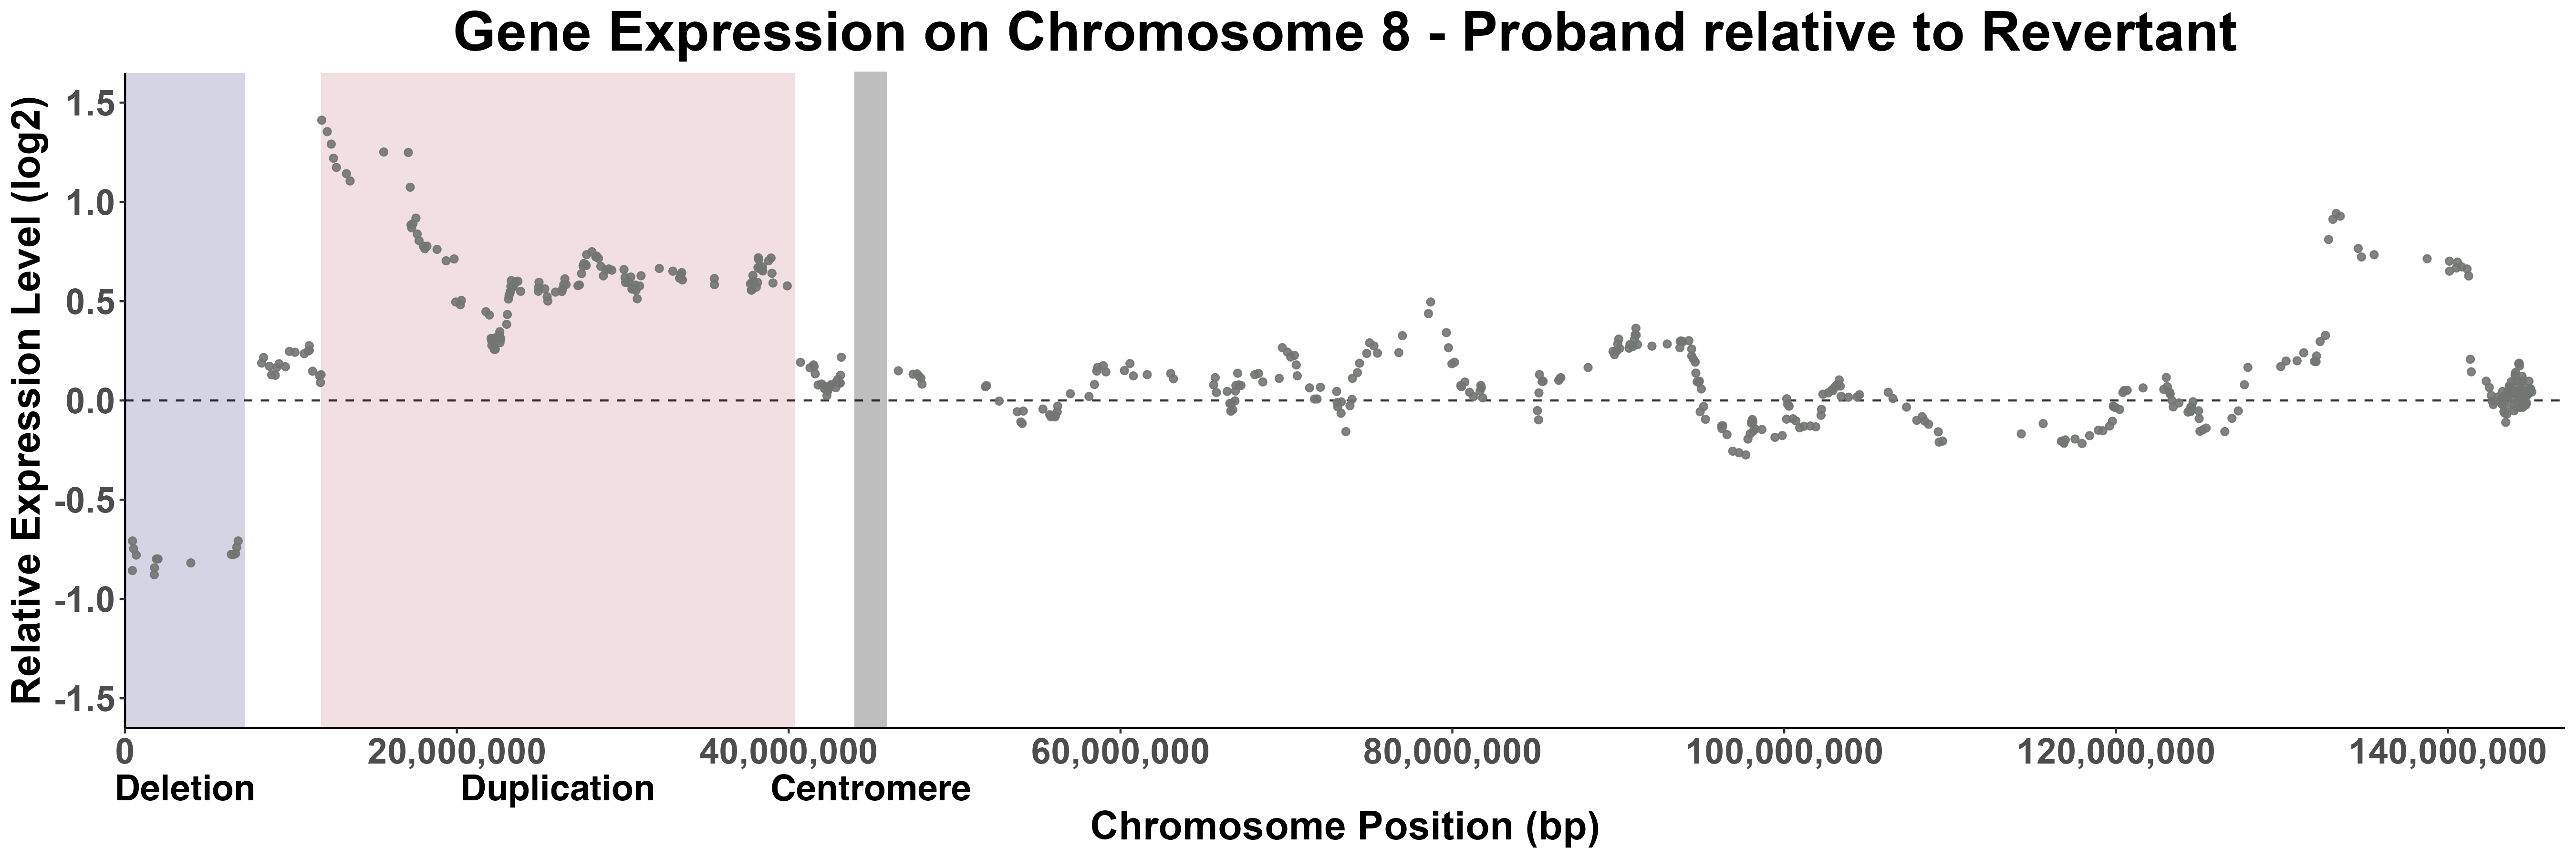 Gene Expression on Chromosome 8 - Proband relative to Revertant
Relative Expression Level (log2)
1.5
1.0
0.5
0.0
-0.5
-1.0
-1.5
0 20,000,000 40,000,000 60,000,000 80,000,000 100,000,000 120,000,000 140,000,000
Deletion Duplication Centromere
Chromosome Position (bp)